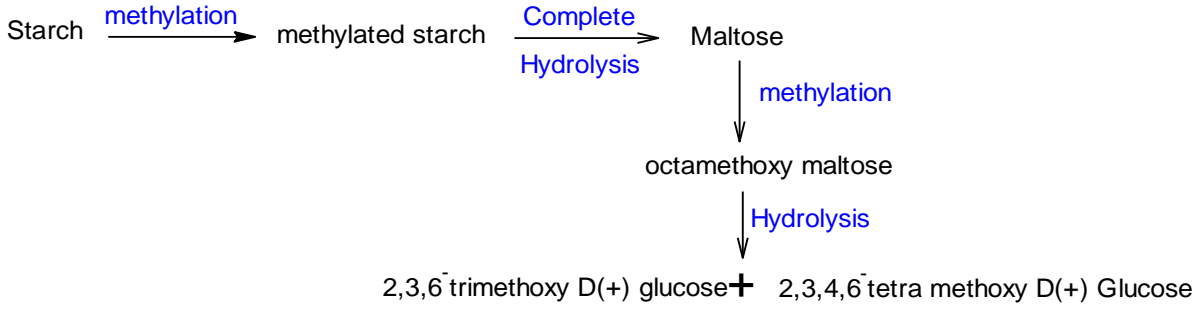 Starch methylation methylated starch Complete Hydrolysis Maltose
methylation
octamethoxy maltose
Hydrolysis
2,3,6-trimethoxy D(+) glucose + 2,3,4,6-tetra methoxy D(+) Glucose